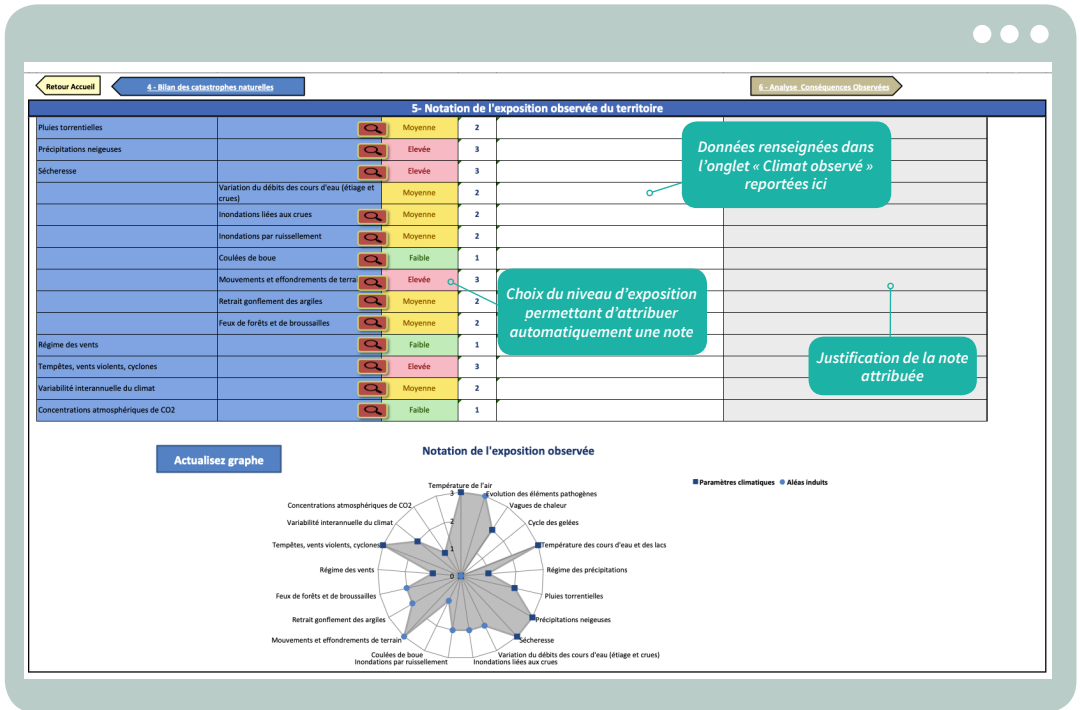 Retour Accueil
4 - Bilan des catastrophes naturelles
6 - Analyse Conséquences Observées
5- Notation de l'exposition observée du territoire
Pluies torrentielles Moyenne 2
Précipitations neigeuses Elevée 3
Sécheresse Elevée 3
Variation du débits des cours d'eau (étiage et
crues) Moyenne 2
Inondations liées aux crues Moyenne 2
Inondations par ruissellement Moyenne 2
Coulées de boue Faible 1
Mouvements et effondrements de terrai Elevée 3
Retrait gonflement des argiles Moyenne 2
Feux de forêts et de broussailles Moyenne 2
Régime des vents Faible 1
Tempêtes, vents violents, cyclones Elevée 3
Variabilité interannuelle du climat Moyenne 2
Concentrations atmosphériques de CO2 Faible 1
Données renseignées dans
l'onglet « Climat observé »
reportées ici
Choix du niveau d'exposition
permettant d'attribuer
automatiquement une note
Justification de la note
attribuée
Actualisez graphe
Notation de l'exposition observée
Paramètres climatiques Aléas induits
Température de l'air
Evolution des éléments pathogènes
Vagues de chaleur
Cycle des gelées
Température des cours d'eau et des lacs
Régime des précipitations
Pluies torrentielles
Précipitations neigeuses
Sécheresse
Variation du débits des cours d'eau (étiage et crues)
Inondations liées aux crues
Inondations par ruissellement
Coulées de boue
Mouvements et effondrements de terrain
Retrait gonflement des argiles
Feux de forêts et de broussailles
Régime des vents
Tempêtes, vents violents, cyclones
Variabilité interannuelle du climat
Concentrations atmosphériques de CO2
3
2
1
0